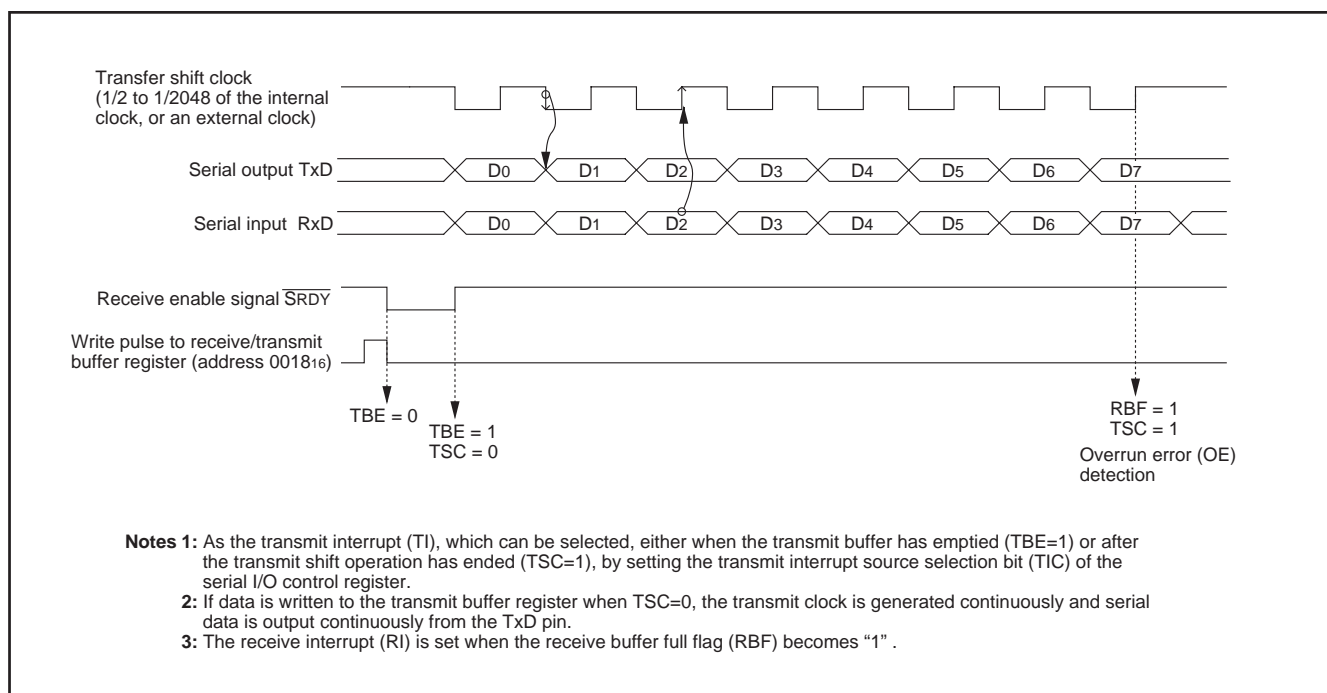 Transfer shift clock
(1/2 to 1/2048 of the internal
clock, or an external clock)
Serial output TxD
D0 D1 D2 D3 D4 D5 D6 D7
Serial input RxD
D0 D1 D2 D3 D4 D5 D6 D7
Receive enable signal SRDY
Write pulse to receive/transmit
buffer register (address 001816)
TBE = 0
TBE = 1
TSC = 0
RBF = 1
TSC = 1
Overrun error (OE)
detection
Notes 1: As the transmit interrupt (TI), which can be selected, either when the transmit buffer has emptied (TBE=1) or after
the transmit shift operation has ended (TSC=1), by setting the transmit interrupt source selection bit (TIC) of the
serial I/O control register.
2: If data is written to the transmit buffer register when TSC=0, the transmit clock is generated continuously and serial
data is output continuously from the TxD pin.
3: The receive interrupt (RI) is set when the receive buffer full flag (RBF) becomes “1” .